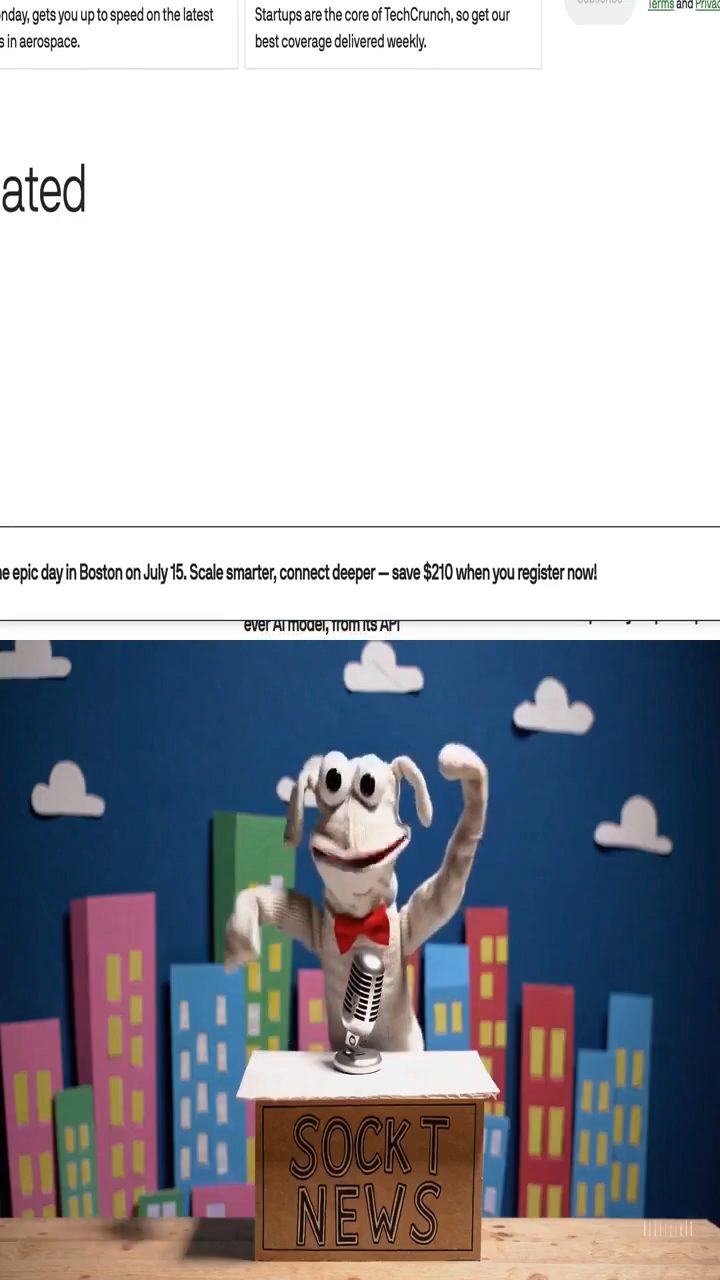 nday, gets you up to speed on the latest
s in aerospace.
Startups are the core of TechCrunch, so get our
best coverage delivered weekly.
Subscribe
Terms and Privac
ated
e epic day in Boston on July 15. Scale smarter, connect deeper — save $210 when you register now!
ever AI model, from its API
SOCK T
NEWS